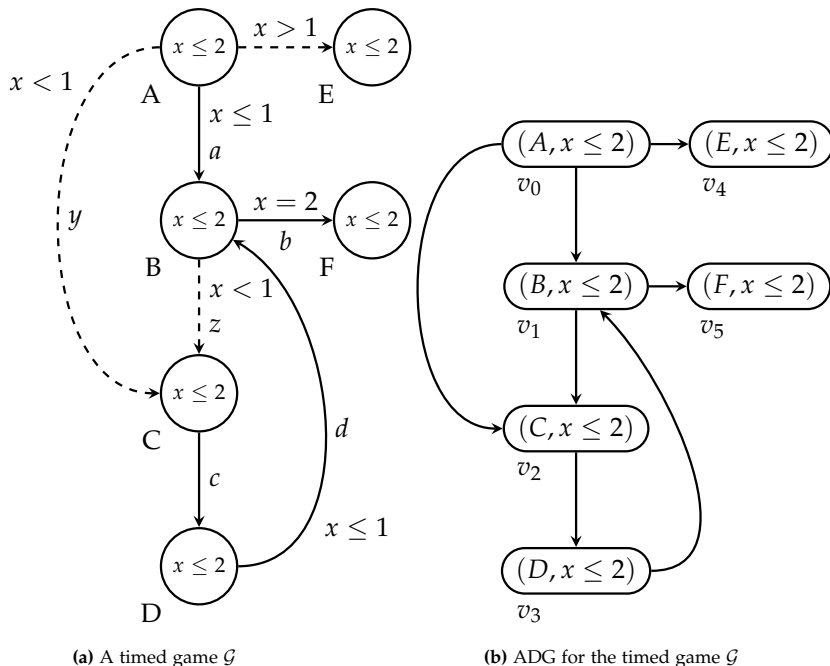 x ≤ 2
x > 1
x ≤ 2
x < 1
A
E
x ≤ 1
a
y
x ≤ 2
x = 2
b
x ≤ 2
B
F
x < 1
z
x ≤ 2
C
d
c
x ≤ 1
x ≤ 2
D
(a) A timed game 𝒢
(A, x ≤ 2)
(E, x ≤ 2)
v₀
v₄
(B, x ≤ 2)
(F, x ≤ 2)
v₁
v₅
(C, x ≤ 2)
v₂
(D, x ≤ 2)
v₃
(b) ADG for the timed game 𝒢